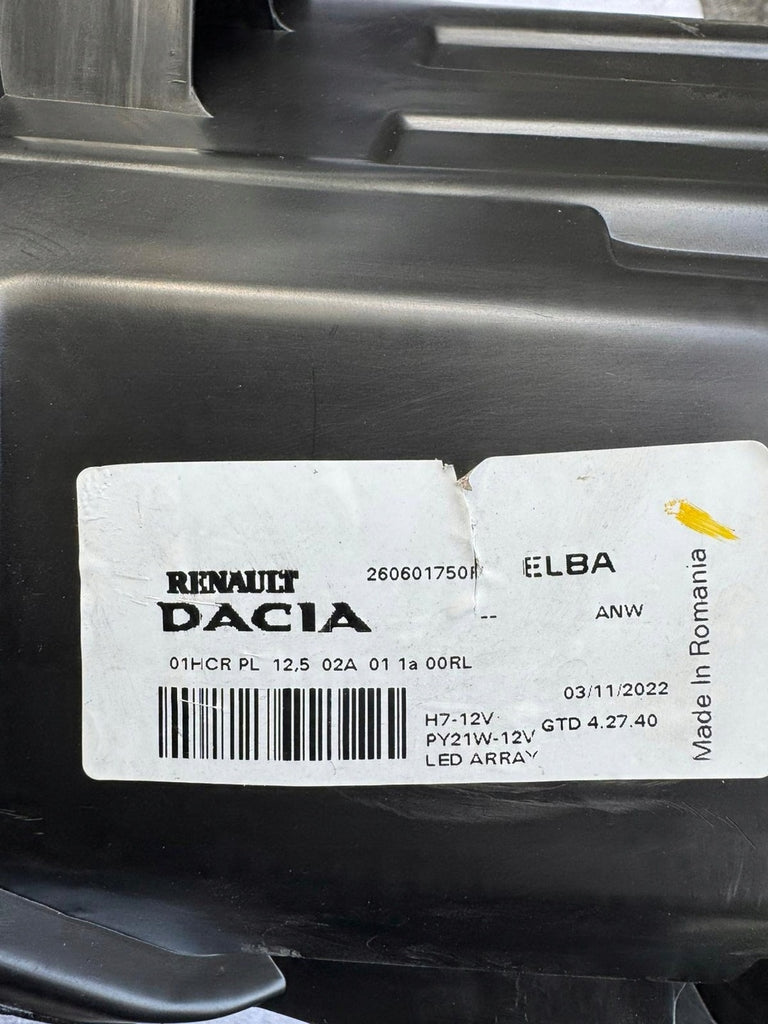 RENAULT
DACIA
260601750R
ELBA
--
ANW
01HCR PL 12,5 02A 01 1a 00RL
03/11/2022
H7-12V
PY21W-12V
LED ARRAY
GTD 4.27.40
Made In Romania